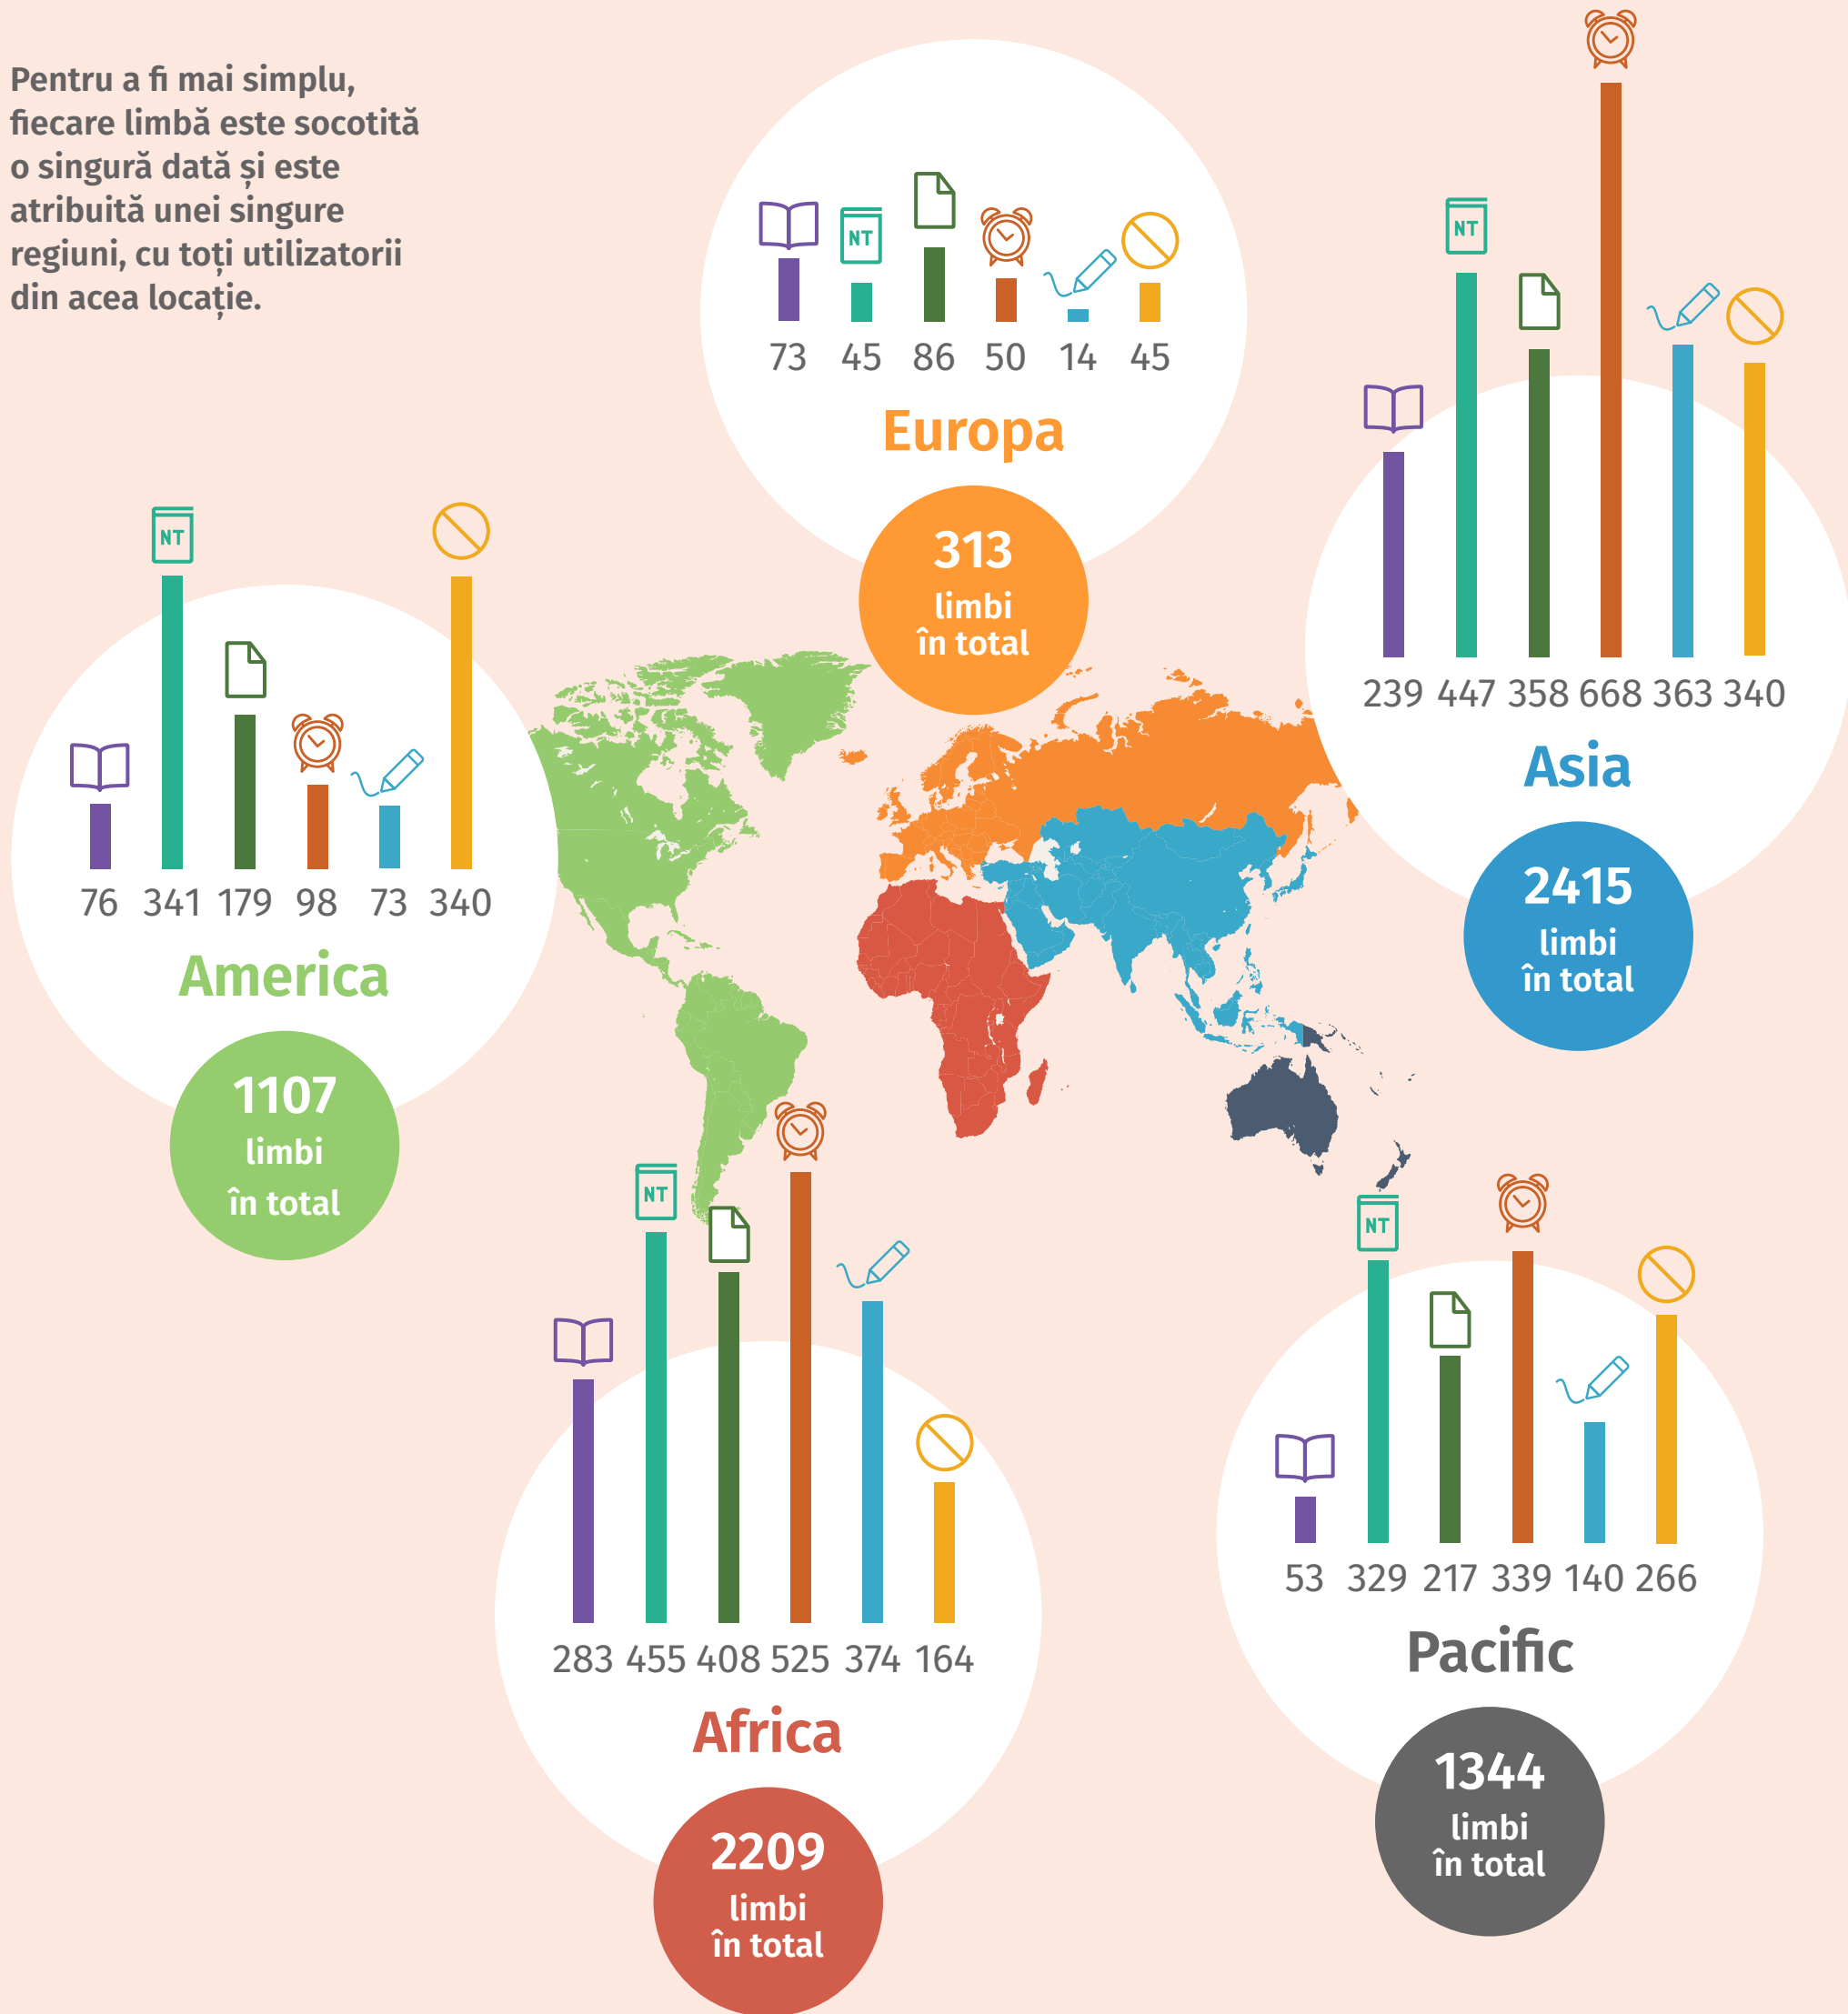 Pentru a fi mai simplu,
fiecare limbă este socotită
o singură dată și este
atribuită unei singure
regiuni, cu toți utilizatorii
din acea locație.
NT
73 45 86 50 14 45
Europa
313
limbi
în total
NT
239 447 358 668 363 340
Asia
2415
limbi
în total
NT
76 341 179 98 73 340
America
1107
limbi
în total
NT
283 455 408 525 374 164
Africa
2209
limbi
în total
NT
53 329 217 339 140 266
Pacific
1344
limbi
în total